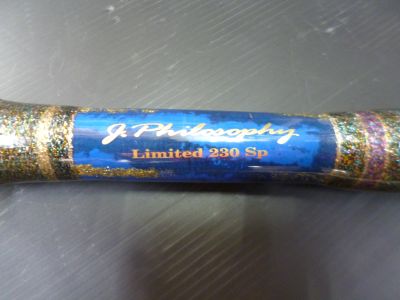 J. Philosophy
Limited 230 Sp